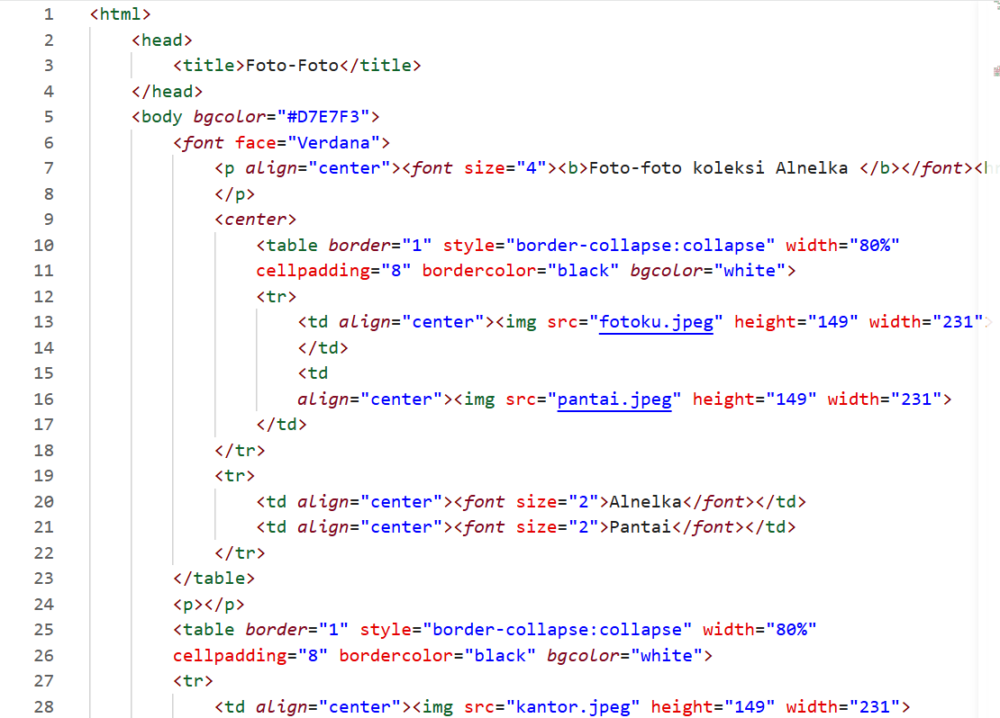 1 <html>
2 <head>
3 <title>Foto-Foto</title>
4 </head>
5 <body bgcolor="#D7E7F3">
6 <font face="Verdana">
7 <p align="center"><font size="4"><b>Foto-foto koleksi Alnelka </b></font><h
8 </p>
9 <center>
10 <table border="1" style="border-collapse:collapse" width="80%"
11 cellpadding="8" bordercolor="black" bgcolor="white">
12 <tr>
13 <td align="center"><img src="fotoku.jpeg" height="149" width="231">
14 </td>
15 <td
16 align="center"><img src="pantai.jpeg" height="149" width="231">
17 </td>
18 </tr>
19 <tr>
20 <td align="center"><font size="2">Alnelka</font></td>
21 <td align="center"><font size="2">Pantai</font></td>
22 </tr>
23 </table>
24 <p></p>
25 <table border="1" style="border-collapse:collapse" width="80%"
26 cellpadding="8" bordercolor="black" bgcolor="white">
27 <tr>
28 <td align="center"><img src="kantor.jpeg" height="149" width="231">